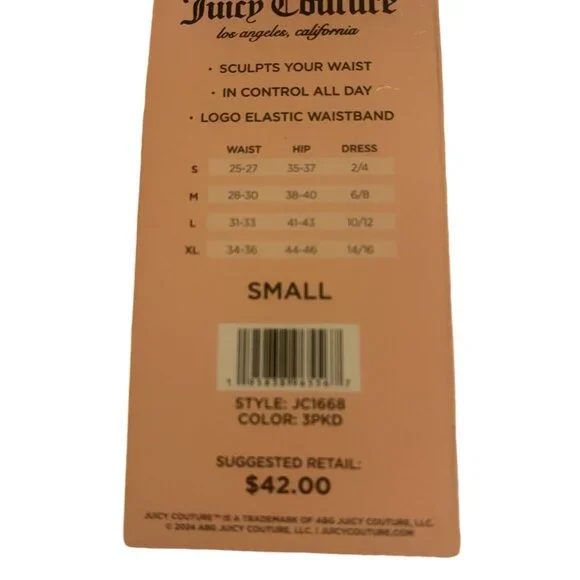 Juicy Couture
los angeles, california
• SCULPTS YOUR WAIST
• IN CONTROL ALL DAY
• LOGO ELASTIC WAISTBAND
WAIST HIP DRESS
S 25-27 35-37 2/4
M 28-30 38-40 6/8
L 31-33 41-43 10/12
XL 34-36 44-46 14/16
SMALL
STYLE: JC1668
COLOR: 3PKD
SUGGESTED RETAIL:
$42.00
JUICY COUTURE™ IS A TRADEMARK OF ABG JUICY COUTURE, LLC.
© 2024 ABG JUICY COUTURE, LLC. | JUICYCOUTURE.COM